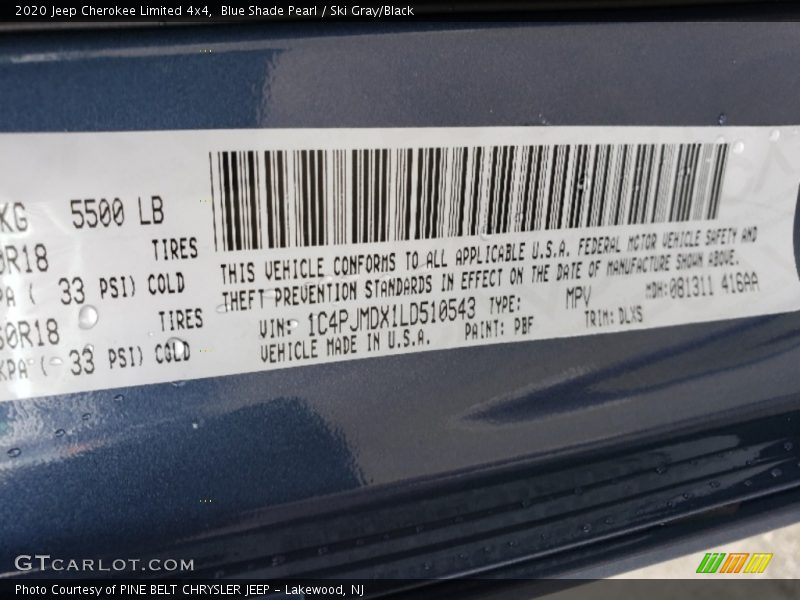 2020 Jeep Cherokee Limited 4x4, Blue Shade Pearl / Ski Gray/Black
KG 5500 LB
0R18 TIRES
PA ( 33 PSI) COLD
60R18 TIRES
KPA ( 33 PSI) COLD
THIS VEHICLE CONFORMS TO ALL APPLICABLE U.S.A. FEDERAL MOTOR VEHICLE SAFETY AND
THEFT PREVENTION STANDARDS IN EFFECT ON THE DATE OF MANUFACTURE SHOWN ABOVE.
VIN: 1C4PJMDX1LD510543 TYPE: MPV MDH:081311 416AA
VEHICLE MADE IN U.S.A. PAINT: PBF TRIM: DLXS
GTCARLOT.COM
Photo Courtesy of PINE BELT CHRYSLER JEEP - Lakewood, NJ